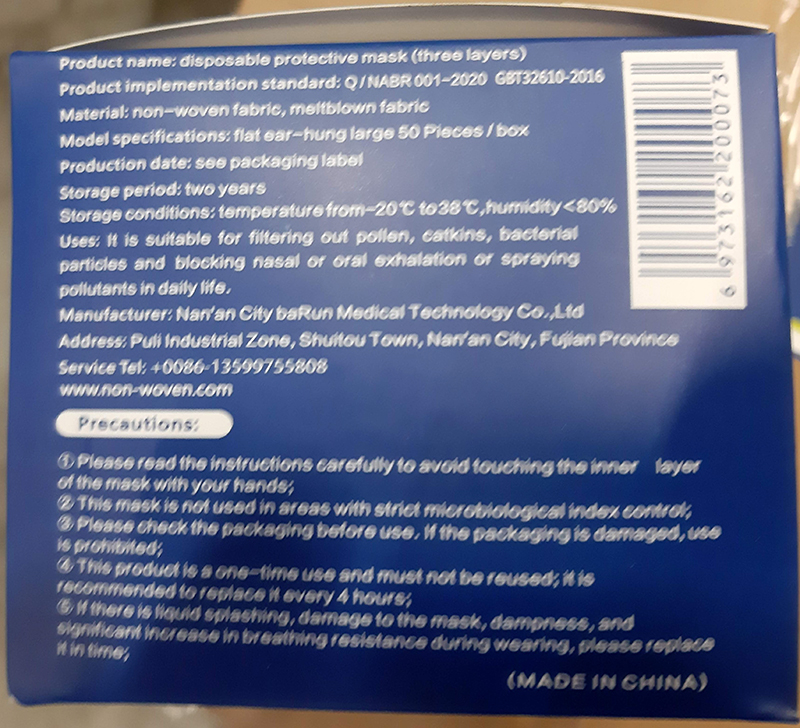 Product name: disposable protective mask (three layers)
Product implementation standard: Q/NABR 001-2020 GBT32610-2016
Material: non-woven fabric, meltblown fabric
Model specifications: flat ear-hung large 50 Pieces / box
Production date: see packaging label
Storage period: two years
Storage conditions: temperature from-20℃ to38℃,humidity<80%
Uses: It is suitable for filtering out pollen, catkins, bacterial
particles and blocking nasal or oral exhalation or spraying
pollutants in daily life.
Manufacturer: Nan'an City baRun Medical Technology Co.,Ltd
Address: Puli Industrial Zone, Shuitou Town, Nan'an City, Fujian Province
Service Tel: +0086-13599755808
www.non-woven.com
Precautions:
① Please read the instructions carefully to avoid touching the inner layer
of the mask with your hands;
② This mask is not used in areas with strict microbiological index control;
③ Please check the packaging before use. If the packaging is damaged, use
is prohibited;
④ This product is a one-time use and must not be reused; it is
recommended to replace it every 4 hours;
⑤ If there is liquid splashing, damage to the mask, dampness, and
significant increase in breathing resistance during wearing, please replace
it in time;
(MADE IN CHINA)
6 973162 200073